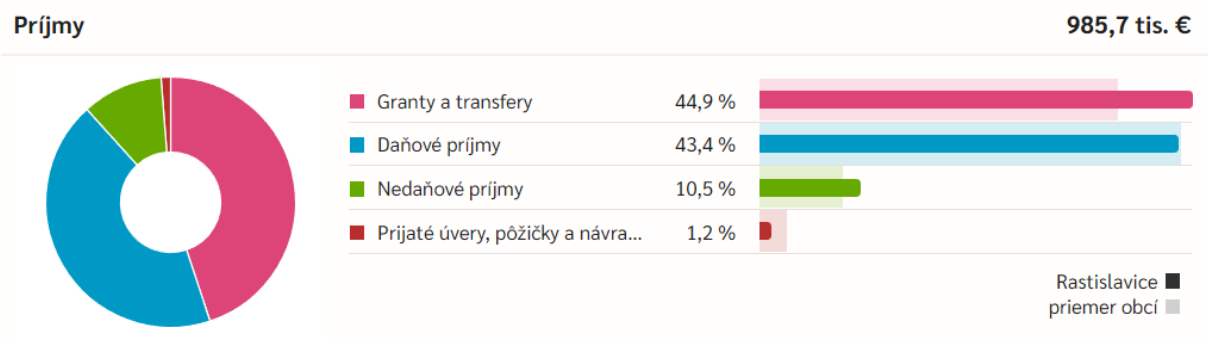 Príjmy 985,7 tis. €
Granty a transfery 44,9 %
Daňové príjmy 43,4 %
Nedaňové príjmy 10,5 %
Prijaté úvery, pôžičky a návra... 1,2 %
Rastislavice
priemer obcí